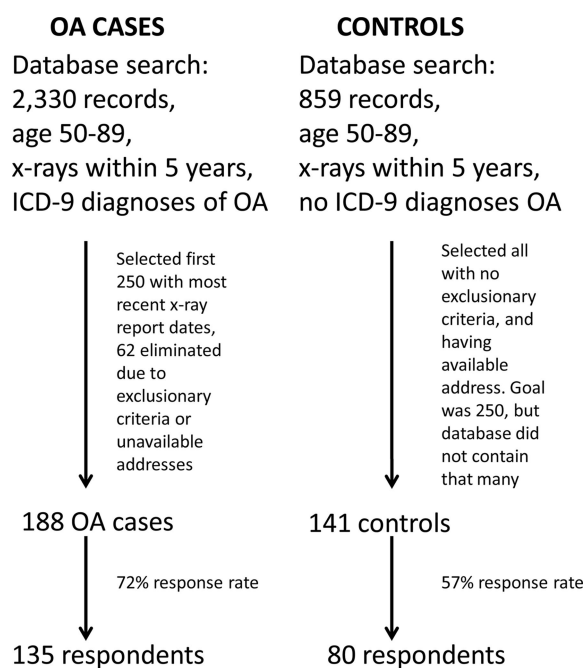 OA CASES
Database search:
2,330 records,
age 50-89,
x-rays within 5 years,
ICD-9 diagnoses of OA
Selected first
250 with most
recent x-ray
report dates,
62 eliminated
due to
exclusionary
criteria or
unavailable
addresses
188 OA cases
72% response rate
135 respondents
CONTROLS
Database search:
859 records,
age 50-89,
x-rays within 5 years,
no ICD-9 diagnoses OA
Selected all
with no
exclusionary
criteria, and
having
available
address. Goal
was 250, but
database did
not contain
that many
141 controls
57% response rate
80 respondents